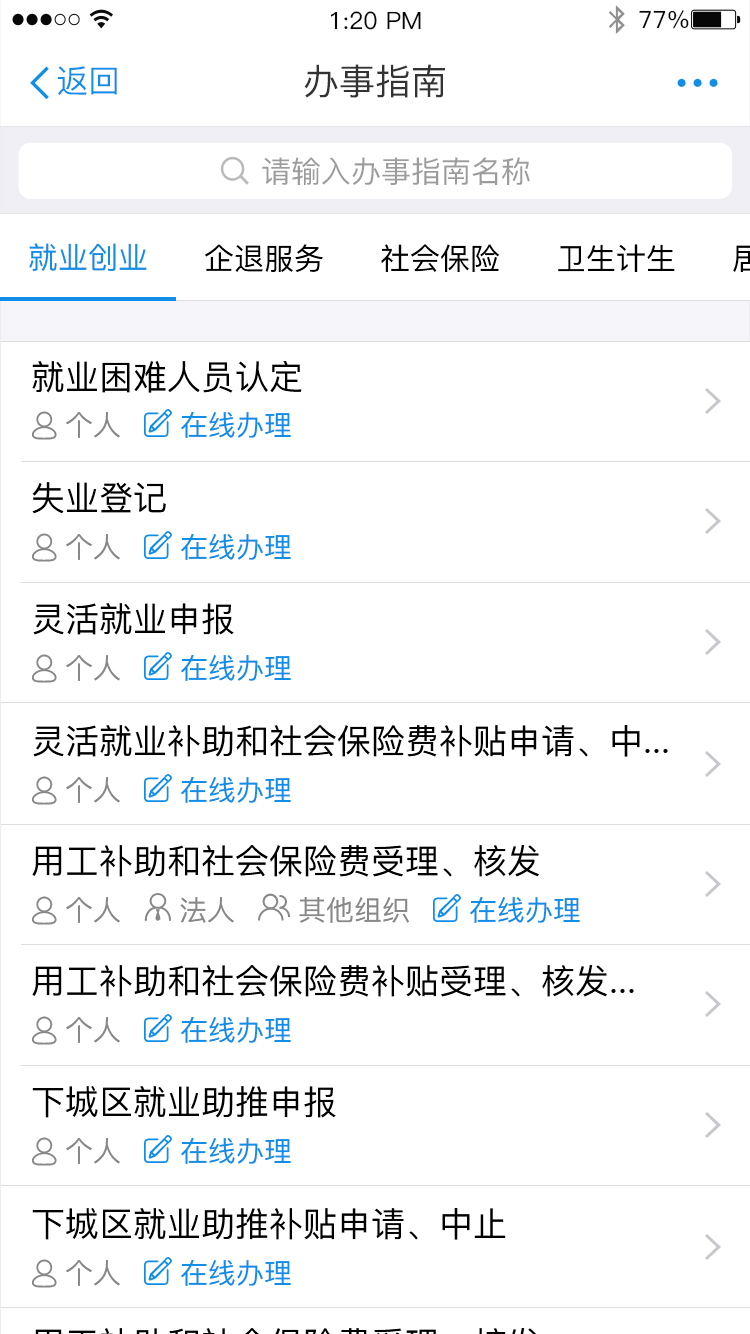 1:20 PM 77%
返回 办事指南
请输入办事指南名称
就业创业 企退服务 社会保险 卫生计生
就业困难人员认定
个人 在线办理
失业登记
个人 在线办理
灵活就业申报
个人 在线办理
灵活就业补助和社会保险费补贴申请、中...
个人 在线办理
用工补助和社会保险费受理、核发
个人 法人 其他组织 在线办理
用工补助和社会保险费补贴受理、核发...
个人 在线办理
下城区就业助推申报
个人 在线办理
下城区就业助推补贴申请、中止
个人 在线办理